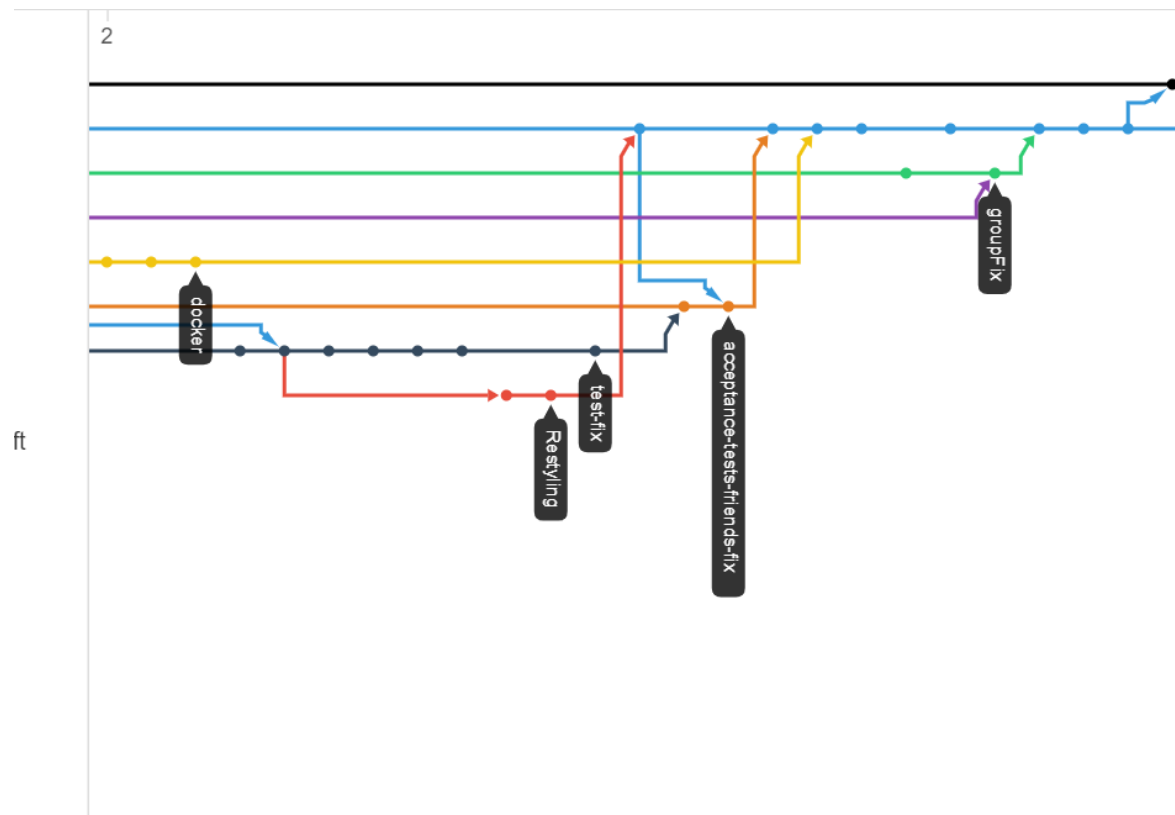 2
groupFix
docker
acceptance-tests-friends-fix
test-fix
Restyling
ft